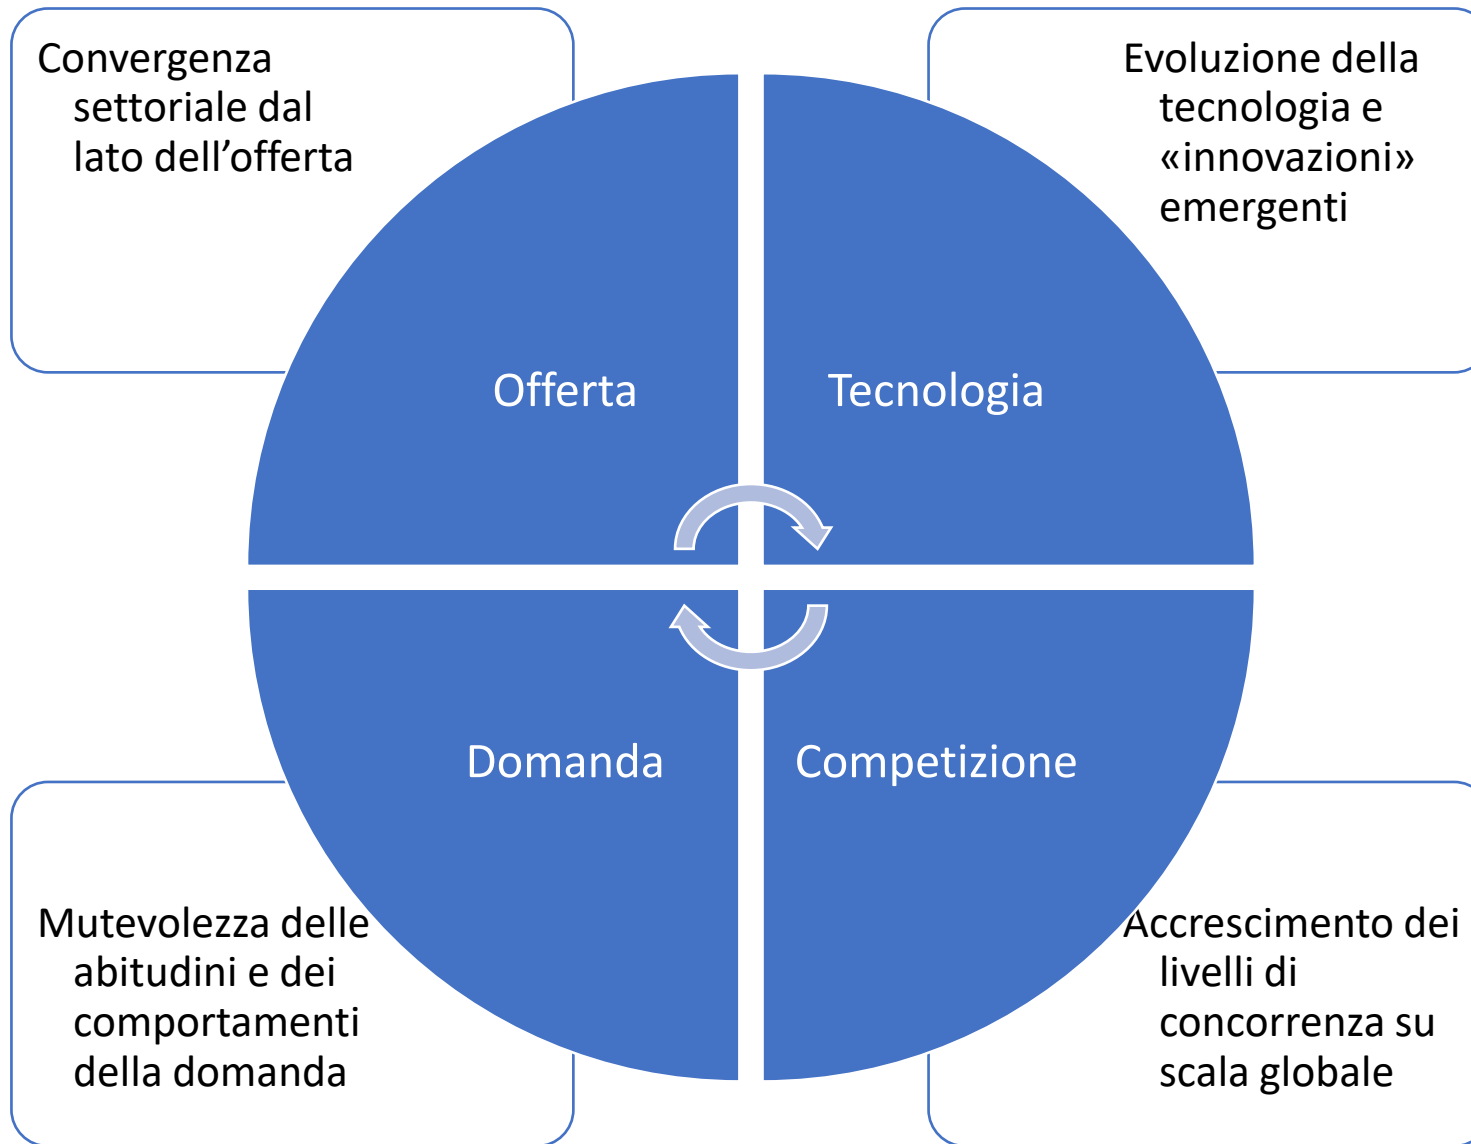 Convergenza
settoriale dal
lato dell’offerta
Evoluzione della
tecnologia e
«innovazioni»
emergenti
Offerta
Tecnologia
Domanda
Competizione
Mutevolezza delle
abitudini e dei
comportamenti
della domanda
Accrescimento dei
livelli di
concorrenza su
scala globale